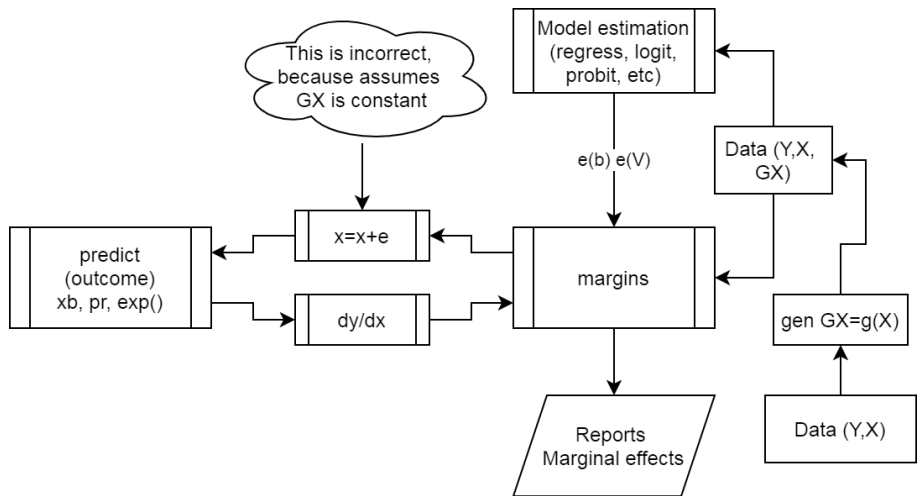 This is incorrect,
because assumes
GX is constant
Model estimation
(regress, logit,
probit, etc)
e(b) e(V)
Data (Y,X,
GX)
predict
(outcome)
xb, pr, exp()
x=x+e
dy/dx
margins
gen GX=g(X)
Data (Y,X)
Reports
Marginal effects